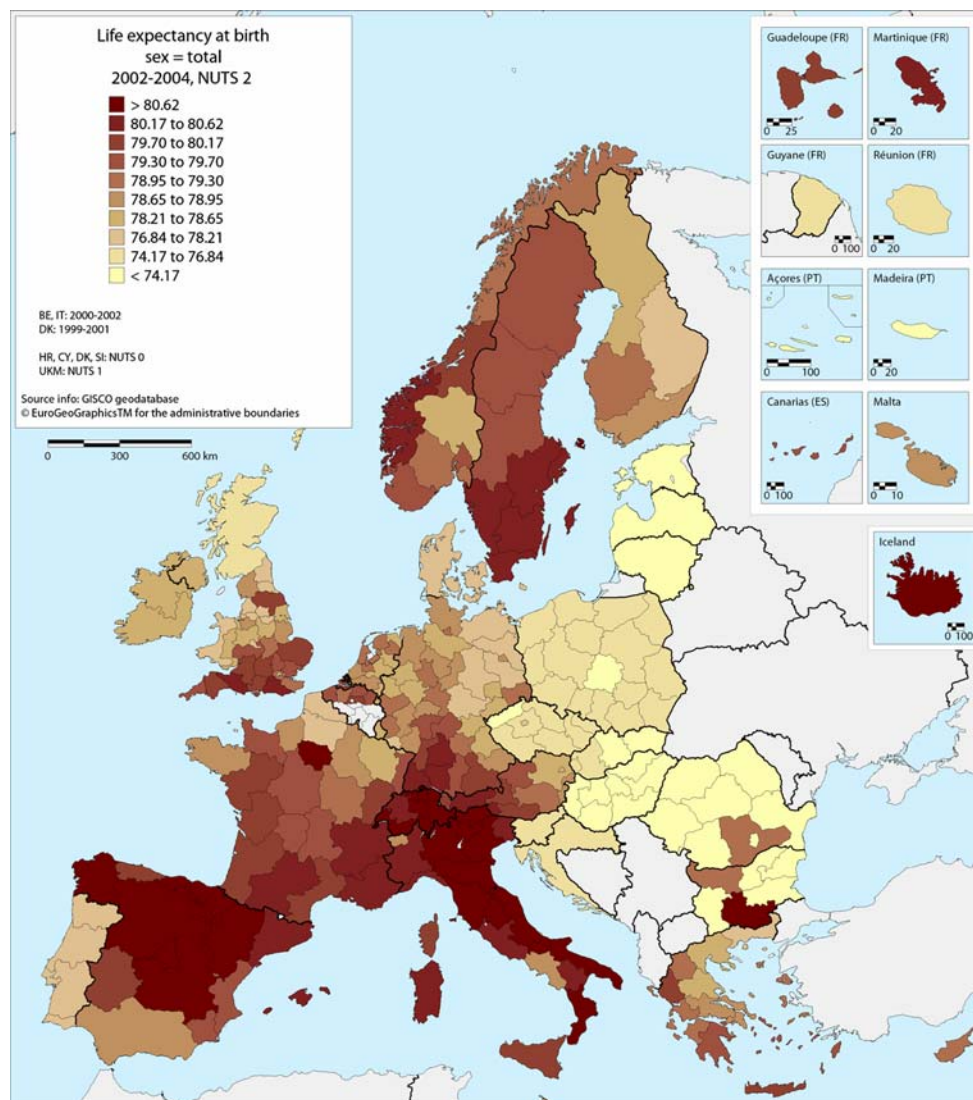 Life expectancy at birth
sex = total
2002-2004, NUTS 2
> 80.62
80.17 to 80.62
79.70 to 80.17
79.30 to 79.70
78.95 to 79.30
78.65 to 78.95
78.21 to 78.65
76.84 to 78.21
74.17 to 76.84
< 74.17
BE, IT: 2000-2002
DK: 1999-2001
HR, CY, DK, SI: NUTS 0
UKM: NUTS 1
Source info: GISCO geodatabase
© EuroGeoGraphicsTM for the administrative boundaries
0 300 600 km
Guadeloupe (FR)
0 25
Martinique (FR)
0 20
Guyane (FR)
0 100
Réunion (FR)
0 20
Açores (PT)
0 100
Madeira (PT)
0 20
Canarias (ES)
0 100
Malta
0 10
Iceland
0 100